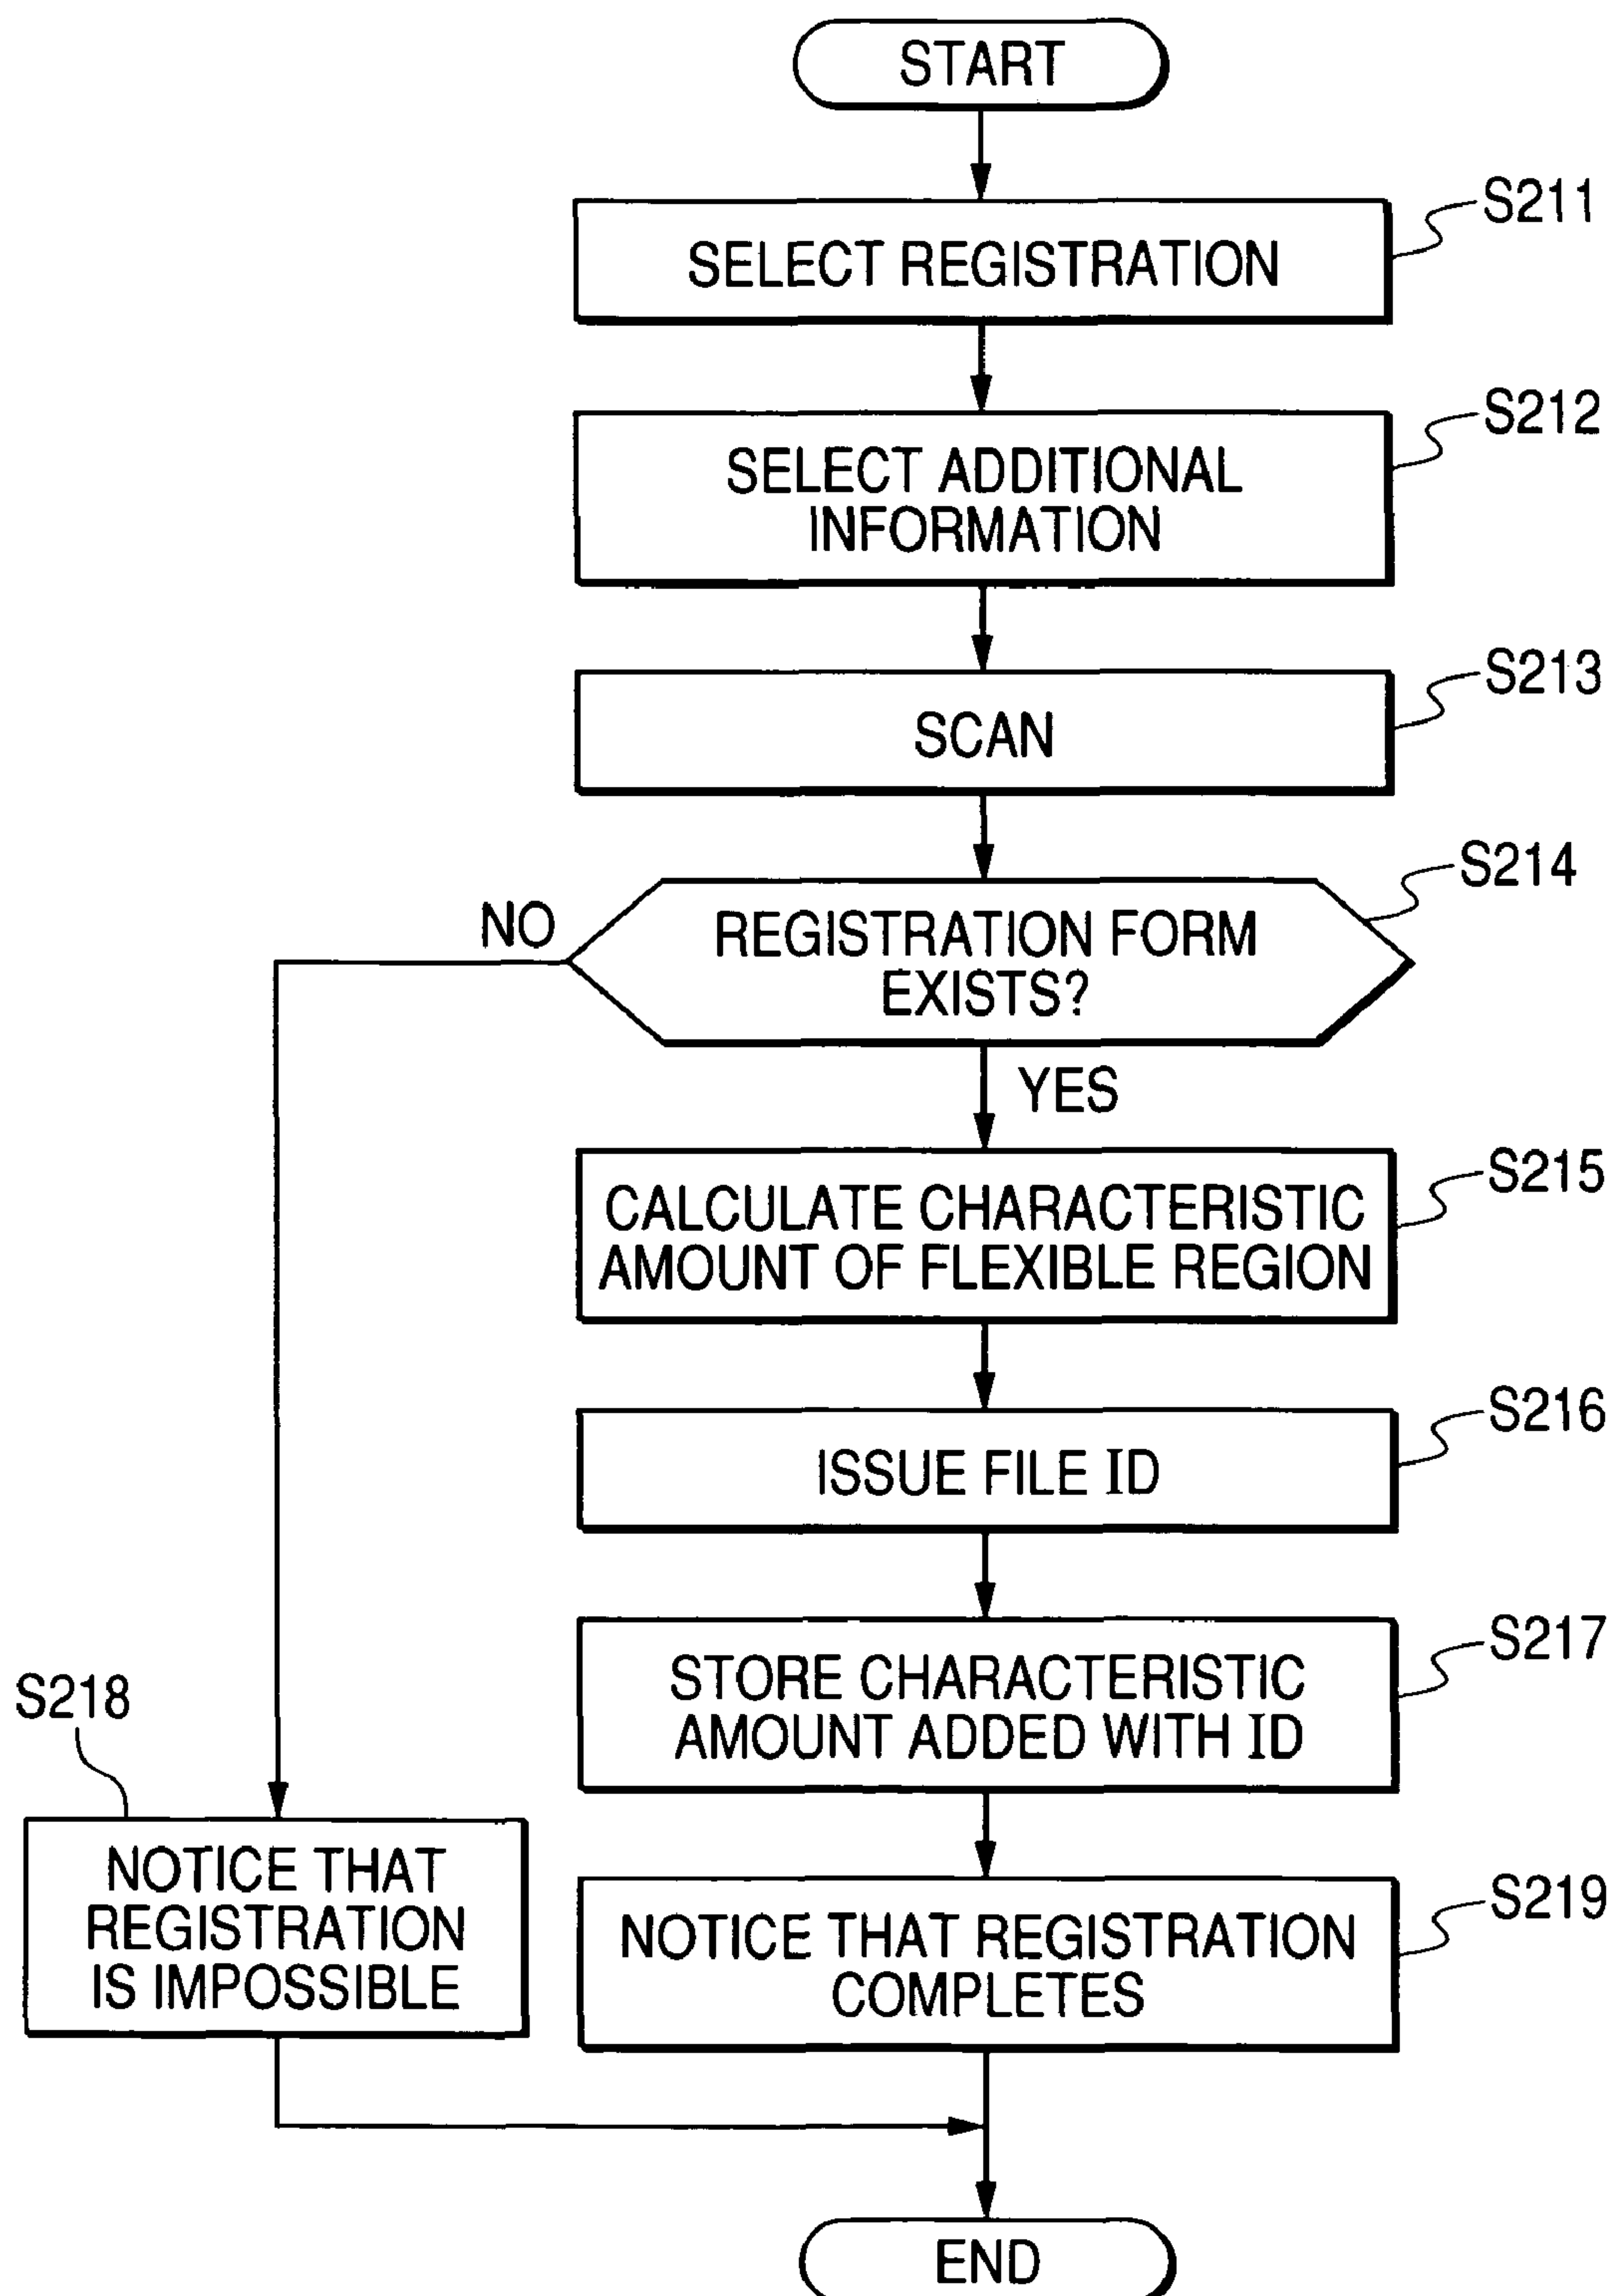 START
S211
SELECT REGISTRATION
S212
SELECT ADDITIONAL
INFORMATION
S213
SCAN
S214
NO
REGISTRATION FORM
EXISTS?
YES
S215
CALCULATE CHARACTERISTIC
AMOUNT OF FLEXIBLE REGION
S216
ISSUE FILE ID
S217
STORE CHARACTERISTIC
AMOUNT ADDED WITH ID
S218
NOTICE THAT
REGISTRATION
IS IMPOSSIBLE
S219
NOTICE THAT REGISTRATION
COMPLETES
END